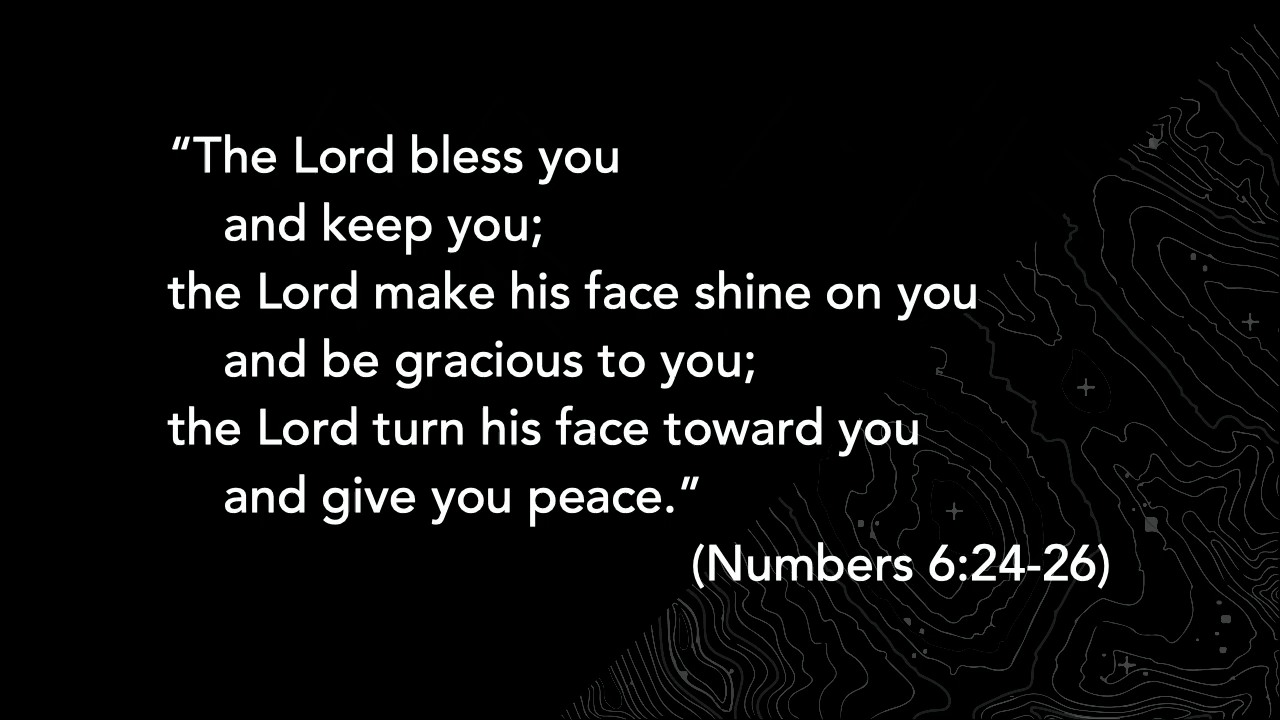 “The Lord bless you
and keep you;
the Lord make his face shine on you
and be gracious to you;
the Lord turn his face toward you
and give you peace.”
(Numbers 6:24-26)